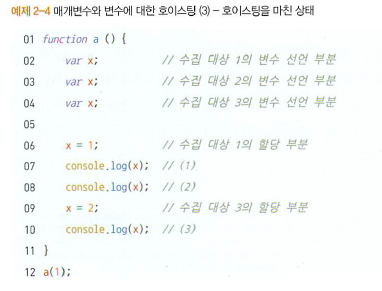 예제 2-4 매개변수와 변수에 대한 호이스팅 (3) - 호이스팅을 마친 상태
01 function a () {
02 var x; // 수집 대상 1의 변수 선언 부분
03 var x; // 수집 대상 2의 변수 선언 부분
04 var x; // 수집 대상 3의 변수 선언 부분
05
06 x = 1; // 수집 대상 1의 할당 부분
07 console.log(x); // (1)
08 console.log(x); // (2)
09 x = 2; // 수집 대상 3의 할당 부분
10 console.log(x); // (3)
11 }
12 a(1);